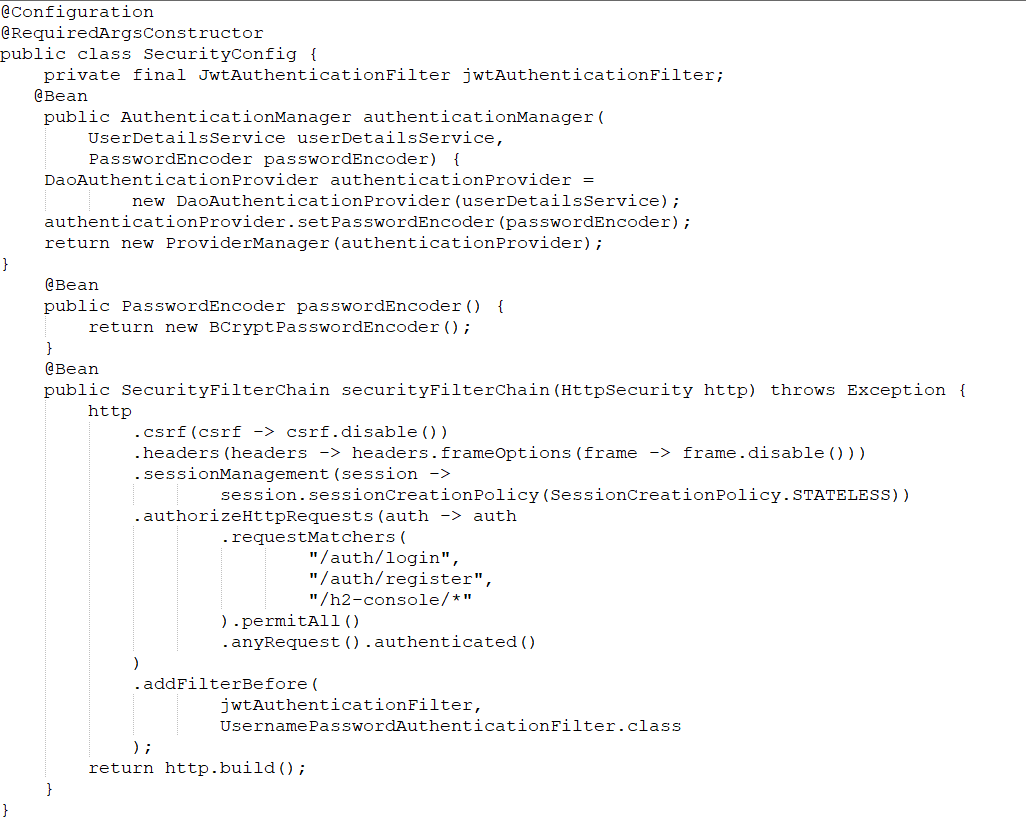 @Configuration
@RequiredArgsConstructor
public class SecurityConfig {
    private final JwtAuthenticationFilter jwtAuthenticationFilter;
   @Bean
    public AuthenticationManager authenticationManager(
        UserDetailsService userDetailsService,
        PasswordEncoder passwordEncoder) {
    DaoAuthenticationProvider authenticationProvider =
            new DaoAuthenticationProvider(userDetailsService);
    authenticationProvider.setPasswordEncoder(passwordEncoder);
    return new ProviderManager(authenticationProvider);
}
    @Bean
    public PasswordEncoder passwordEncoder() {
        return new BCryptPasswordEncoder();
    }
    @Bean
    public SecurityFilterChain securityFilterChain(HttpSecurity http) throws Exception {
        http
            .csrf(csrf -> csrf.disable())
            .headers(headers -> headers.frameOptions(frame -> frame.disable()))
            .sessionManagement(session ->
                    session.sessionCreationPolicy(SessionCreationPolicy.STATELESS))
            .authorizeHttpRequests(auth -> auth
                    .requestMatchers(
                            "/auth/login",
                            "/auth/register",
                            "/h2-console/*"
                    ).permitAll()
                    .anyRequest().authenticated()
            )
            .addFilterBefore(
                    jwtAuthenticationFilter,
                    UsernamePasswordAuthenticationFilter.class
            );
        return http.build();
    }
}